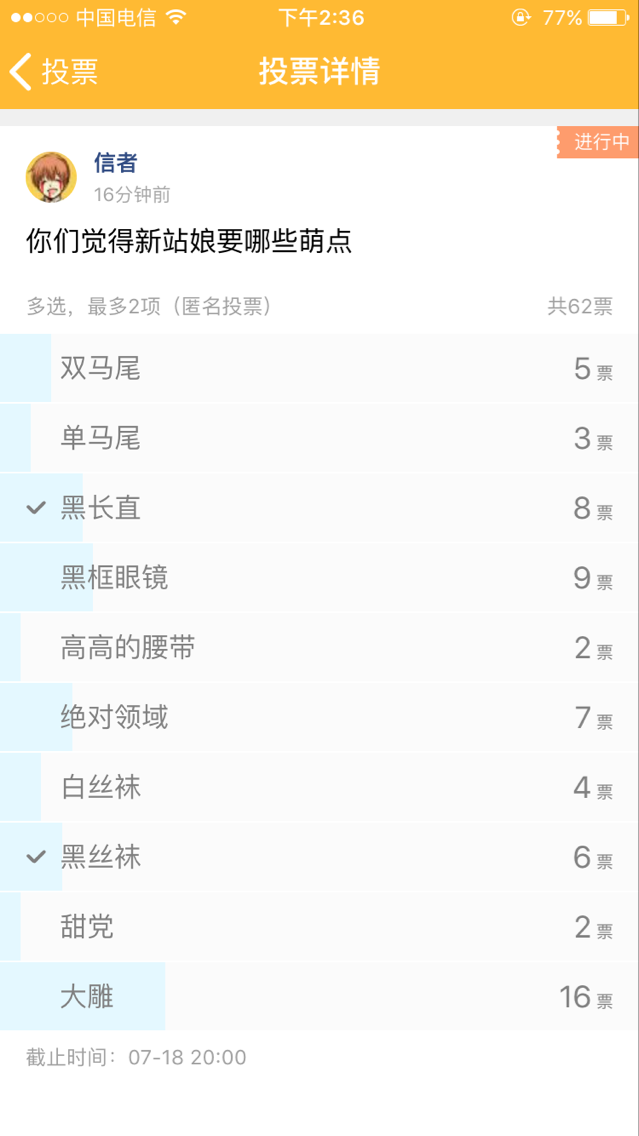 中国电信 下午2:36 77%
投票 投票详情
进行中
信者
16分钟前
你们觉得新站娘要哪些萌点
多选，最多2项（匿名投票） 共62票
双马尾 5 票
单马尾 3 票
黑长直 8 票
黑框眼镜 9 票
高高的腰带 2 票
绝对领域 7 票
白丝袜 4 票
黑丝袜 6 票
甜党 2 票
大雕 16 票
截止时间：07-18 20:00